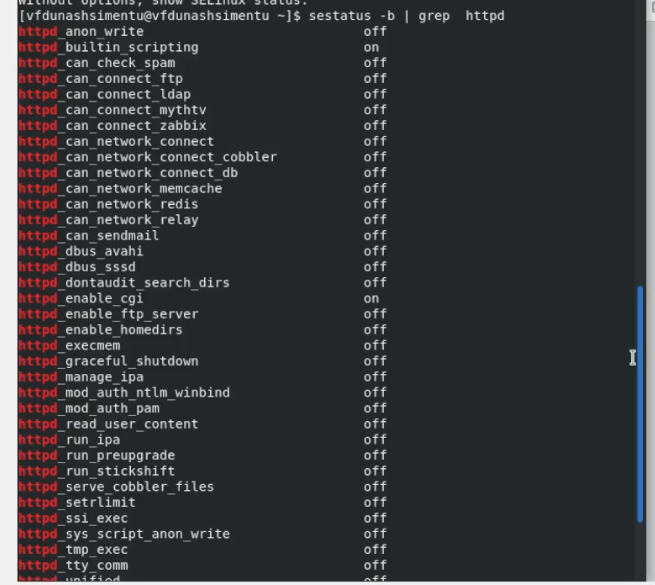 Without options, show SELinux status.
[vfdunashsimentu@vfdunashsimentu ~]$ sestatus -b | grep  httpd
httpd_anon_write                            off
httpd_builtin_scripting                     on
httpd_can_check_spam                        off
httpd_can_connect_ftp                       off
httpd_can_connect_ldap                      off
httpd_can_connect_mythtv                    off
httpd_can_connect_zabbix                    off
httpd_can_network_connect                   off
httpd_can_network_connect_cobbler           off
httpd_can_network_connect_db                off
httpd_can_network_memcache                  off
httpd_can_network_redis                     off
httpd_can_network_relay                     off
httpd_can_sendmail                          off
httpd_dbus_avahi                            off
httpd_dbus_sssd                             off
httpd_dontaudit_search_dirs                 off
httpd_enable_cgi                            on
httpd_enable_ftp_server                     off
httpd_enable_homedirs                       off
httpd_execmem                               off
httpd_graceful_shutdown                     off
httpd_manage_ipa                            off
httpd_mod_auth_ntlm_winbind                 off
httpd_mod_auth_pam                          off
httpd_read_user_content                     off
httpd_run_ipa                               off
httpd_run_preupgrade                        off
httpd_run_stickshift                        off
httpd_serve_cobbler_files                   off
httpd_setrlimit                             off
httpd_ssi_exec                              off
httpd_sys_script_anon_write                 off
httpd_tmp_exec                              off
httpd_tty_comm                              off
httpd_unified                               off